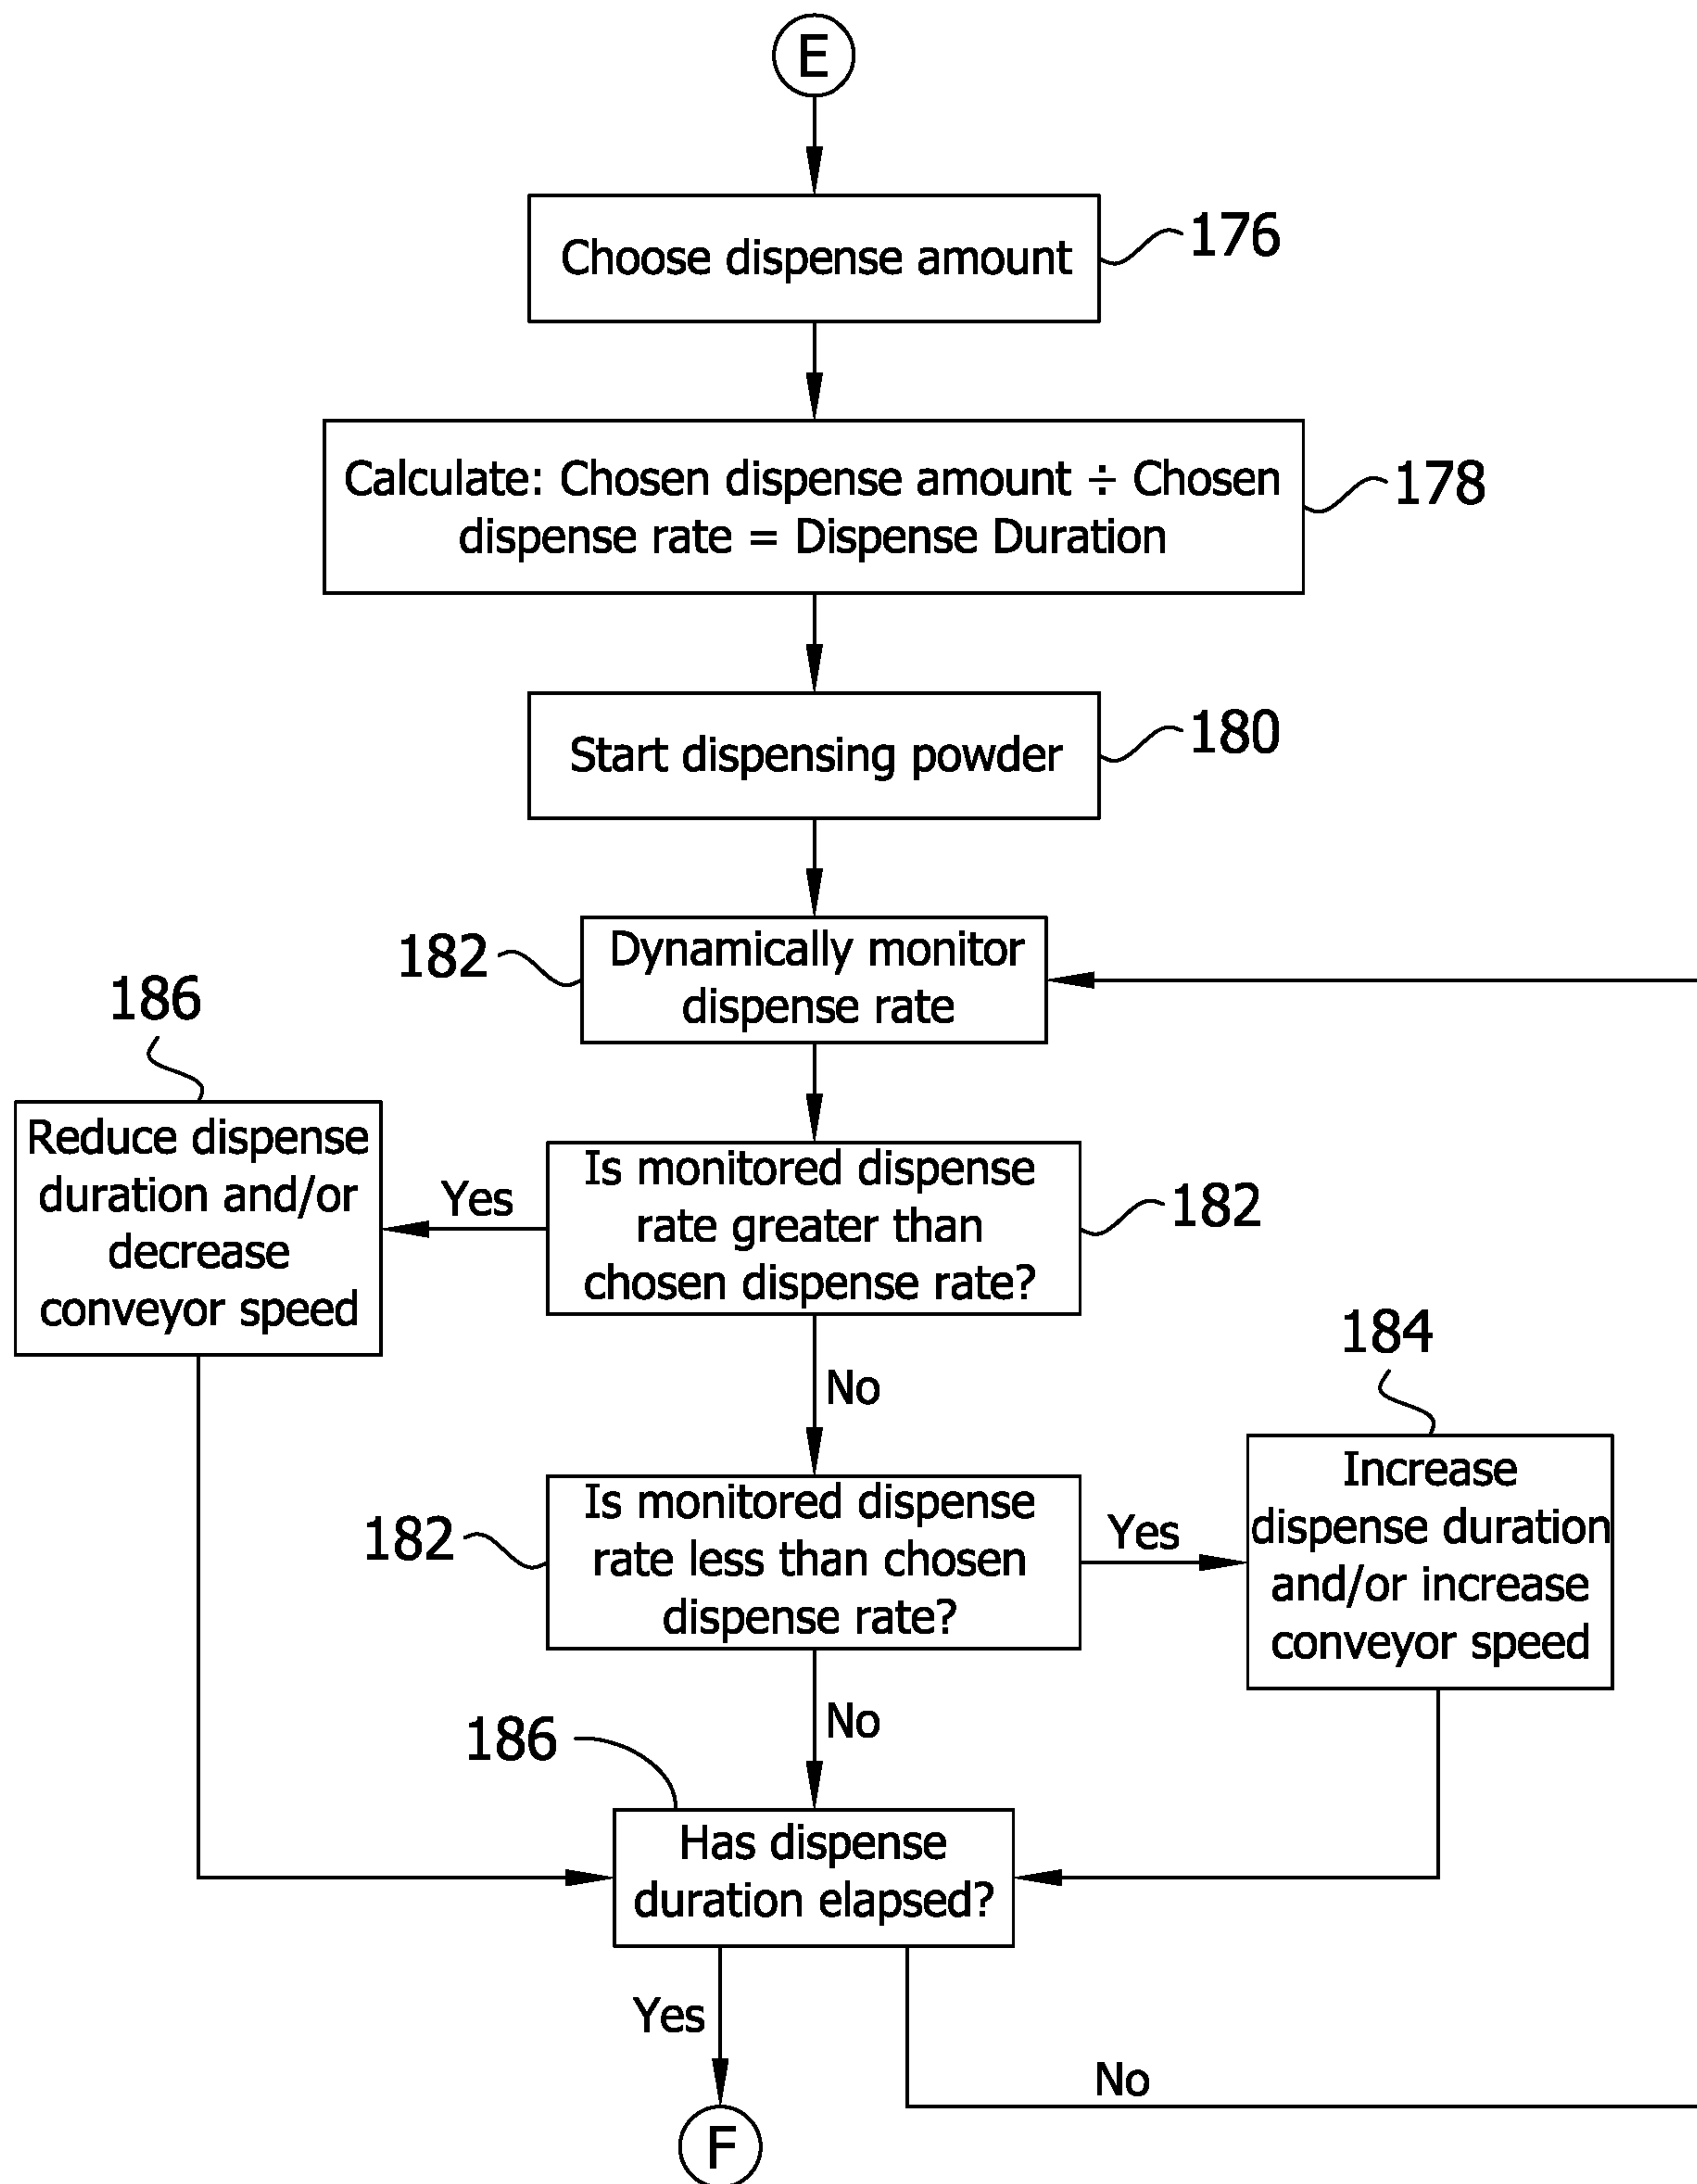 E
Choose dispense amount
176
Calculate: Chosen dispense amount ÷ Chosen
dispense rate = Dispense Duration
178
Start dispensing powder
180
182
Dynamically monitor
dispense rate
186
Reduce dispense
duration and/or
decrease
conveyor speed
Yes
Is monitored dispense
rate greater than
chosen dispense rate?
182
No
184
182
Is monitored dispense
rate less than chosen
dispense rate?
Yes
Increase
dispense duration
and/or increase
conveyor speed
No
186
Has dispense
duration elapsed?
Yes
No
F